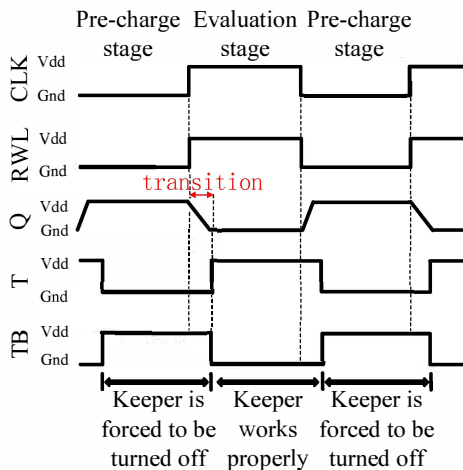 Pre-charge Evaluation Pre-charge
stage stage stage
CLK
Vdd
Gnd
RWL
Vdd
Gnd
transition
Q
Vdd
Gnd
T
Vdd
Gnd
TB
Vdd
Gnd
Keeper is Keeper Keeper is
forced to be works forced to be
turned off properly turned off